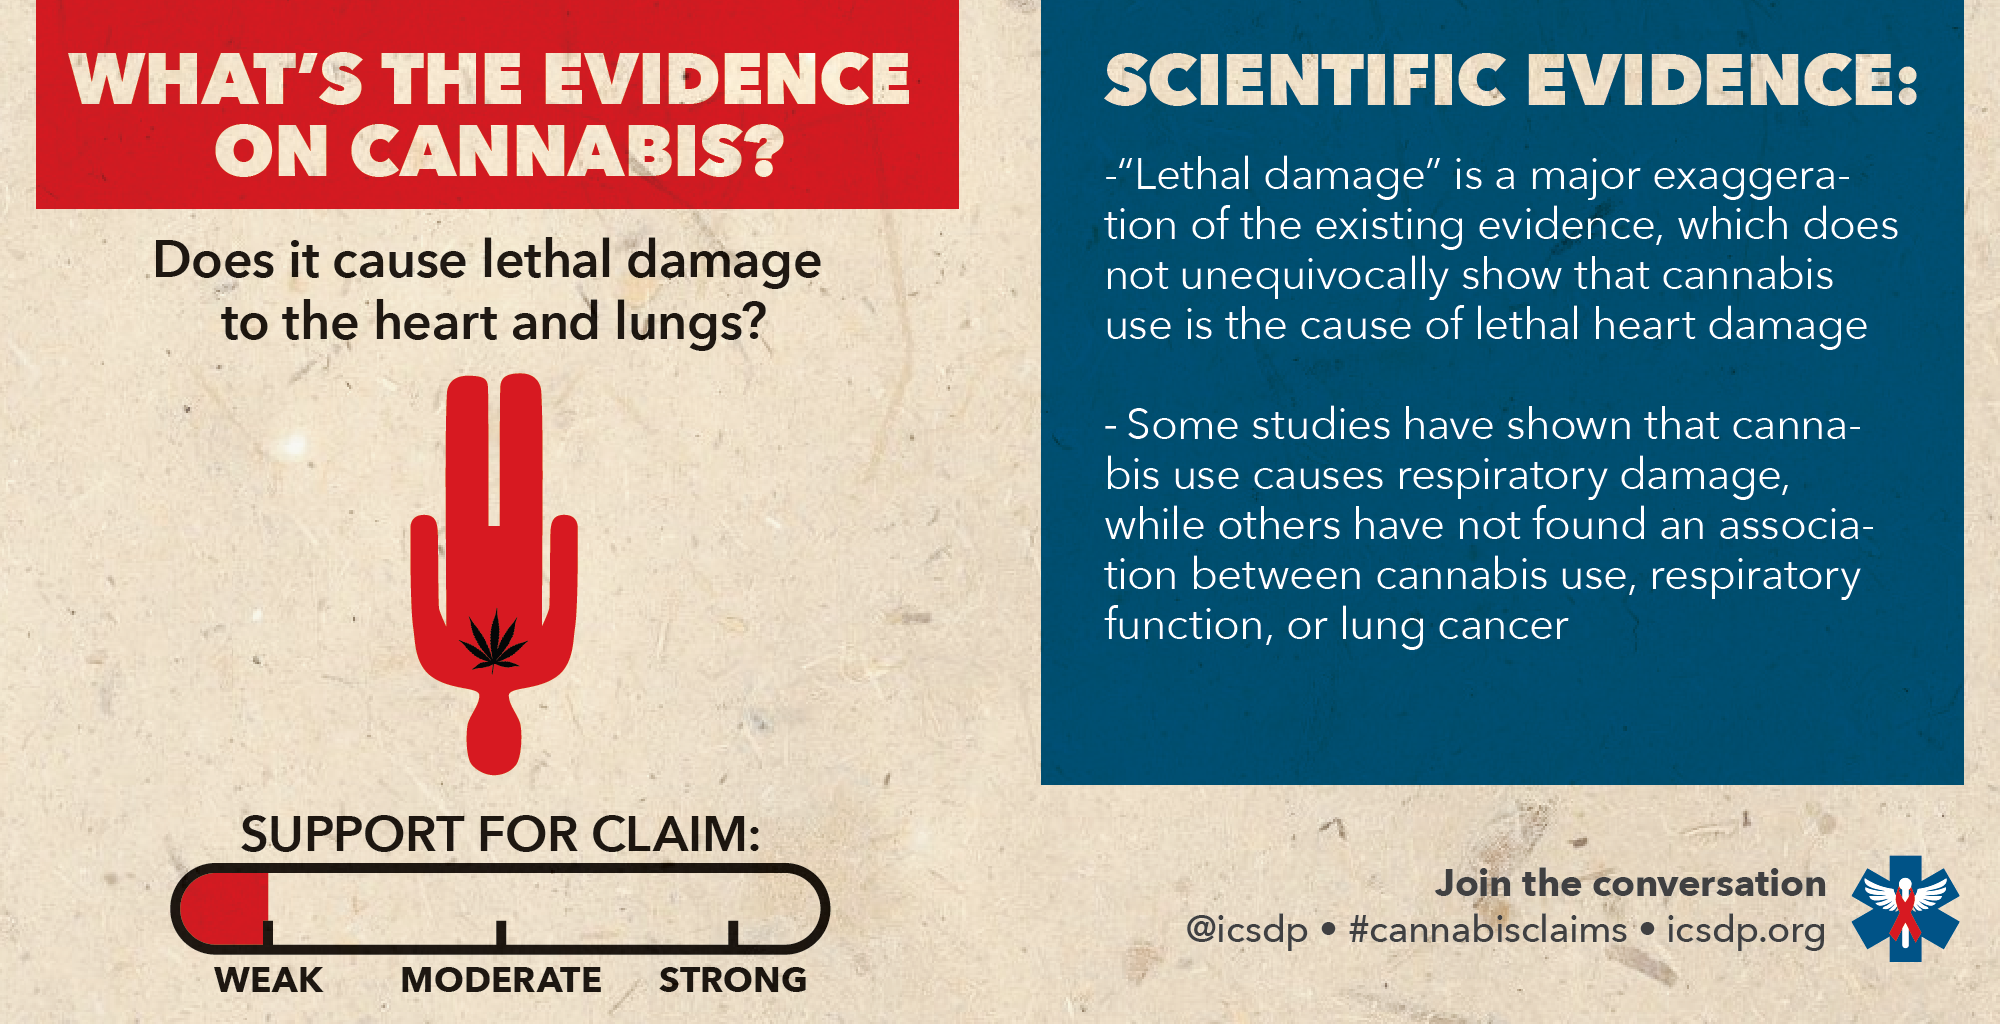 WHAT'S THE EVIDENCE
ON CANNABIS?
Does it cause lethal damage
to the heart and lungs?
SUPPORT FOR CLAIM:
WEAK MODERATE STRONG
SCIENTIFIC EVIDENCE:
-“Lethal damage” is a major exaggera-
tion of the existing evidence, which does
not unequivocally show that cannabis
use is the cause of lethal heart damage
- Some studies have shown that canna-
bis use causes respiratory damage,
while others have not found an associa-
tion between cannabis use, respiratory
function, or lung cancer
Join the conversation
@icsdp • #cannabisclaims • icsdp.org